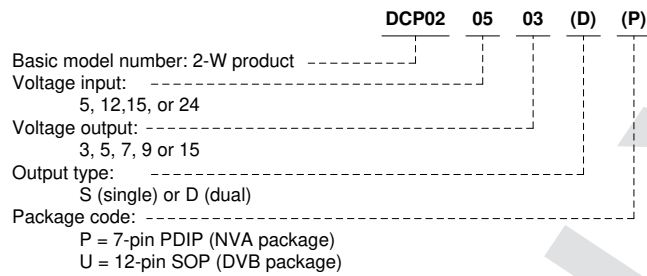 DCP02 05 03 (D) (P)
Basic model number: 2-W product
Voltage input:
5, 12,15, or 24
Voltage output:
3, 5, 7, 9 or 15
Output type:
S (single) or D (dual)
Package code:
P = 7-pin PDIP (NVA package)
U = 12-pin SOP (DVB package)